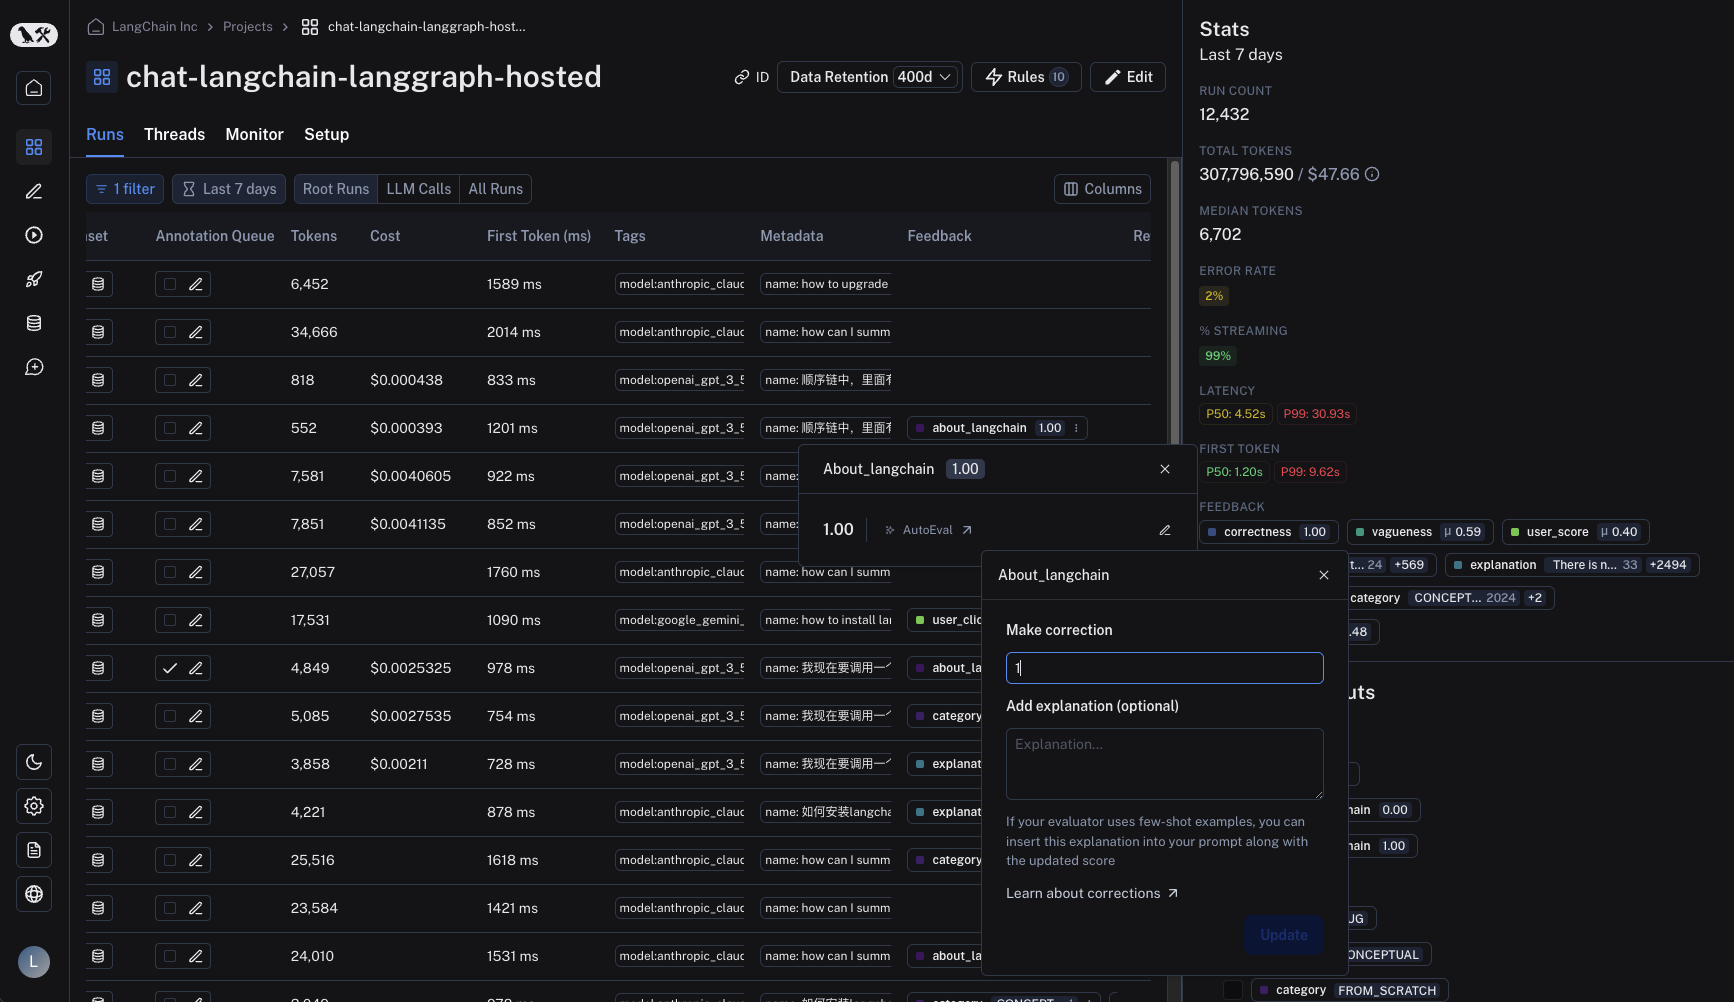 LangChain Inc > Projects > chat-langchain-langgraph-host...
chat-langchain-langgraph-hosted
ID
Data Retention 400d
Rules 10
Edit
Runs Threads Monitor Setup
1 filter Last 7 days Root Runs LLM Calls All Runs Columns
set Annotation Queue Tokens Cost First Token (ms) Tags Metadata Feedback Re
6,452 1589 ms model:anthropic_claud name: how to upgrade
34,666 2014 ms model:anthropic_claud name: how can I summ
818 $0.000438 833 ms model:openai_gpt_3_5 name: 顺序链中，里面有
552 $0.000393 1201 ms model:openai_gpt_3_5 name: 顺序链中，里面有 about_langchain 1.00
7,581 $0.0040605 922 ms model:openai_gpt_3_5 name:
7,851 $0.0041135 852 ms model:openai_gpt_3_5 name:
27,057 1760 ms model:anthropic_claud name: how can I summ
17,531 1090 ms model:google_gemini_ name: how to install lan user_clic
4,849 $0.0025325 978 ms model:openai_gpt_3_5 name: 我现在要调用一个 about_la
5,085 $0.0027535 754 ms model:openai_gpt_3_5 name: 我现在要调用一个 category
3,858 $0.00211 728 ms model:openai_gpt_3_5 name: 我现在要调用一个 explanat
4,221 878 ms model:anthropic_claud name: 如何安装langcha explanat
25,516 1618 ms model:anthropic_claud name: how can I summ category
23,584 1421 ms model:anthropic_claud name: how can I summ
24,010 1531 ms model:anthropic_claud name: how can I summ about_la
L
About_langchain 1.00
1.00 AutoEval
About_langchain
Make correction
1
Add explanation (optional)
Explanation...
If your evaluator uses few-shot examples, you can
insert this explanation into your prompt along with
the updated score
Learn about corrections
Update
Stats
Last 7 days
RUN COUNT
12,432
TOTAL TOKENS
307,796,590 / $47.66
MEDIAN TOKENS
6,702
ERROR RATE
2%
% STREAMING
99%
LATENCY
P50: 4.52s P99: 30.93s
FIRST TOKEN
P50: 1.20s P99: 9.62s
FEEDBACK
correctness 1.00 vagueness μ 0.59 user_score μ 0.40
t... 24 +569 explanation There is n... 33 +2494
category CONCEPT... 2024 +2
.48
uts
hain 0.00
hain 1.00
UG
ONCEPTUAL
category FROM_SCRATCH